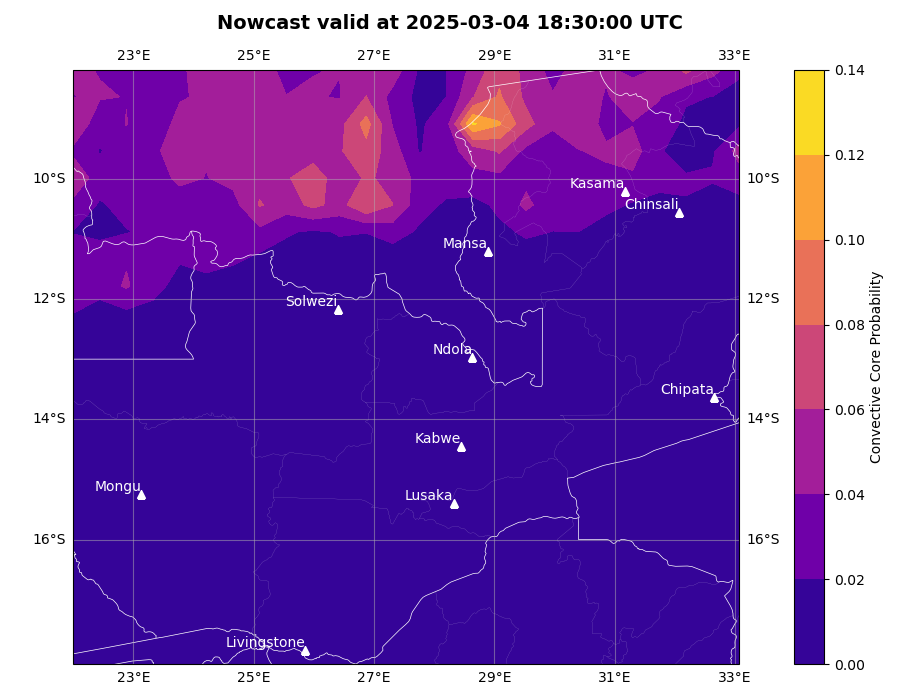 Nowcast valid at 2025-03-04 18:30:00 UTC
23°E 25°E 27°E 29°E 31°E 33°E
0.14
0.12
10°S 10°S
Kasama
Chinsali
0.10
Mansa
12°S 12°S
Solwezi
0.08
Ndola
Chipata
0.06
14°S 14°S
Kabwe
Mongu
Lusaka
0.04
16°S 16°S
0.02
Livingstone
0.00
23°E 25°E 27°E 29°E 31°E 33°E
Convective Core Probability